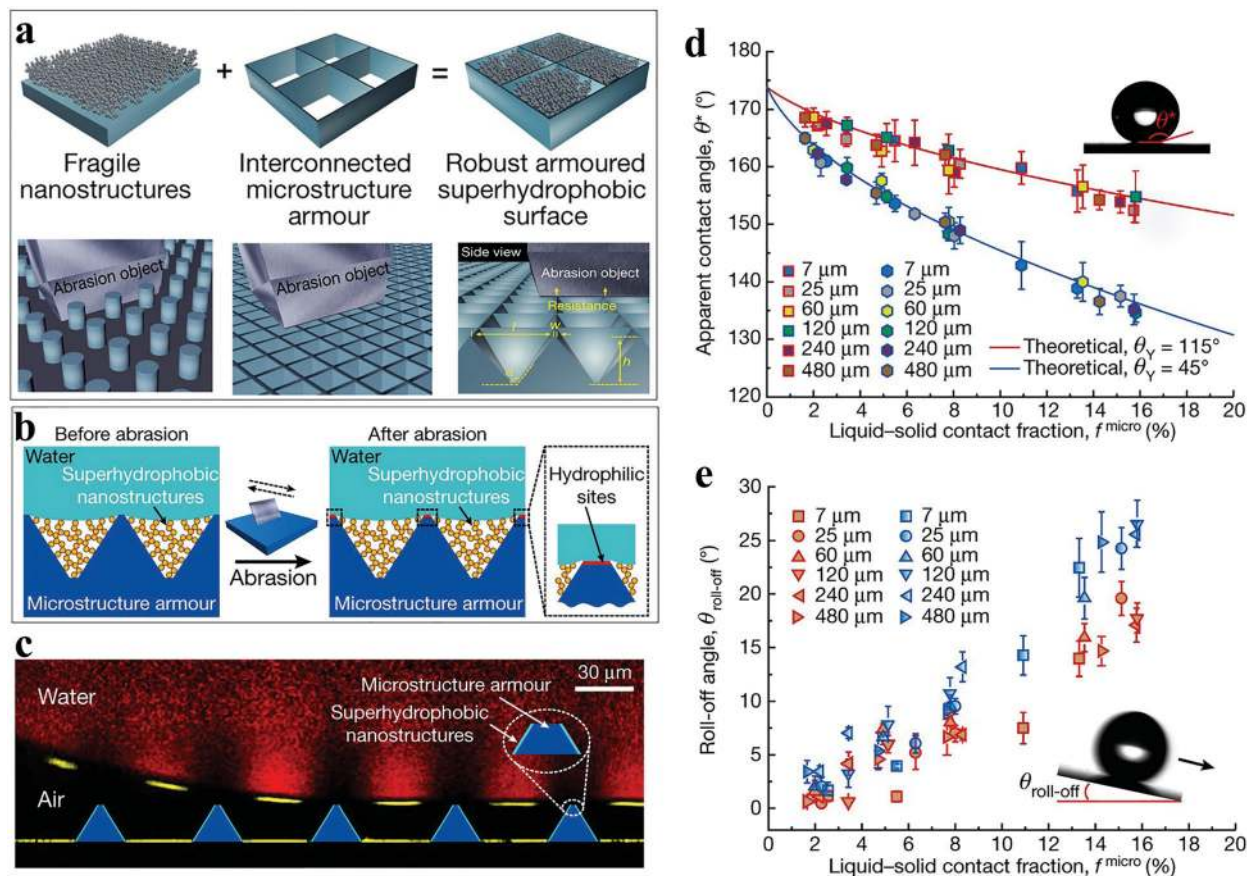 a
+
=
Fragile
nanostructures
Interconnected
microstructure
armour
Robust armoured
superhydrophobic
surface
Abrasion object
Abrasion object
Side view
Abrasion object
Resistance
l
w
h
b
Before abrasion
After abrasion
Water
Superhydrophobic
nanostructures
Microstructure armour
Abrasion
Water
Superhydrophobic
nanostructures
Microstructure armour
Hydrophilic
sites
c
Water
Air
Microstructure armour
Superhydrophobic
nanostructures
30 μm
d
Apparent contact angle, θ* (°)
180
170
160
150
140
130
120
θ*
7 μm 7 μm
25 μm 25 μm
60 μm 60 μm
120 μm 120 μm
240 μm 240 μm
480 μm 480 μm
Theoretical, θY = 115°
Theoretical, θY = 45°
0 2 4 6 8 10 12 14 16 18 20
Liquid–solid contact fraction, f micro (%)
e
Roll-off angle, θroll-off (°)
30
25
20
15
10
5
0
7 μm 7 μm
25 μm 25 μm
60 μm 60 μm
120 μm 120 μm
240 μm 240 μm
480 μm 480 μm
θroll-off
0 2 4 6 8 10 12 14 16 18 20
Liquid–solid contact fraction, f micro (%)